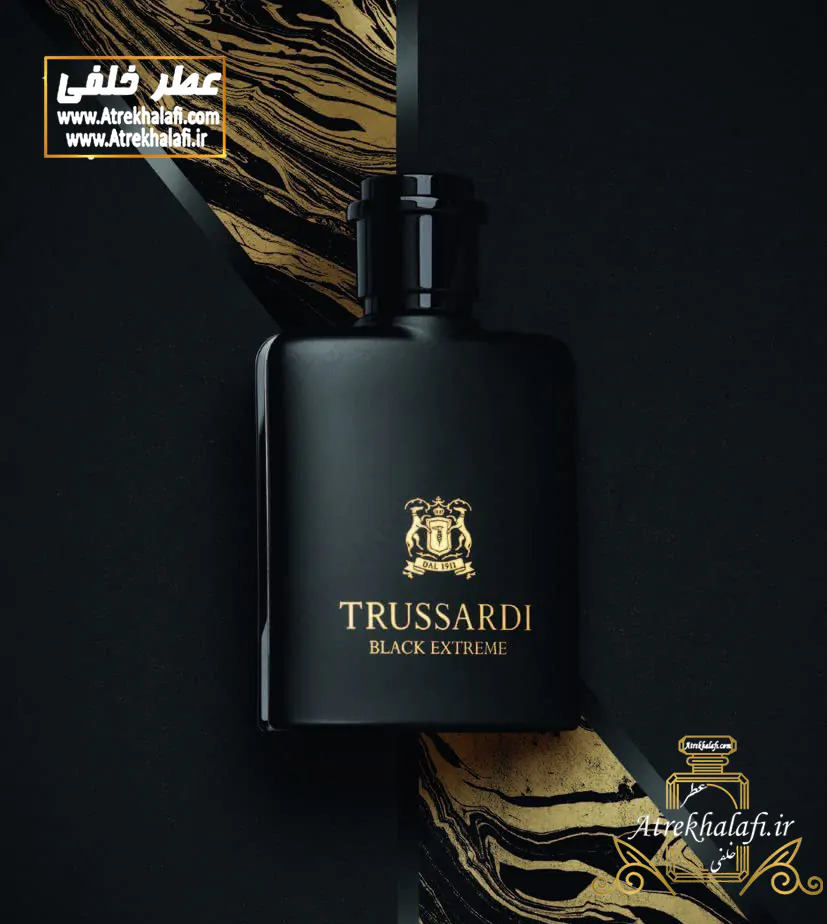 عطر خلفی
www.Atrekhalafi.com
www.Atrekhalafi.ir
DAL 1911
TRUSSARDI
BLACK EXTREME
Atrekhalafi.com
عطر
Atrekhalafi.ir
خلفی